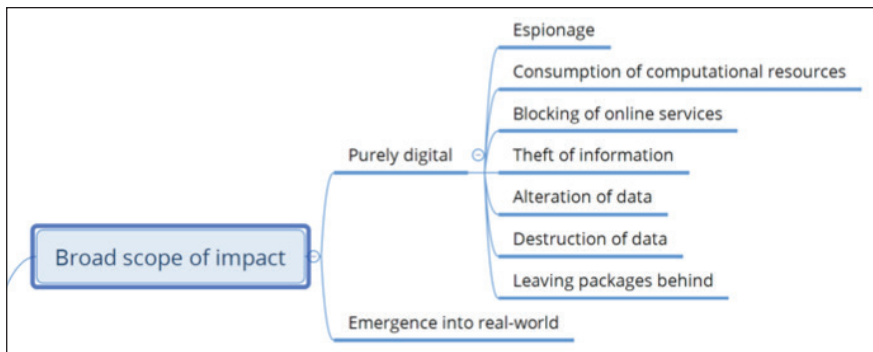 Espionage
Consumption of computational resources
Blocking of online services
Purely digital
Theft of information
Alteration of data
Broad scope of impact
Destruction of data
Leaving packages behind
Emergence into real-world